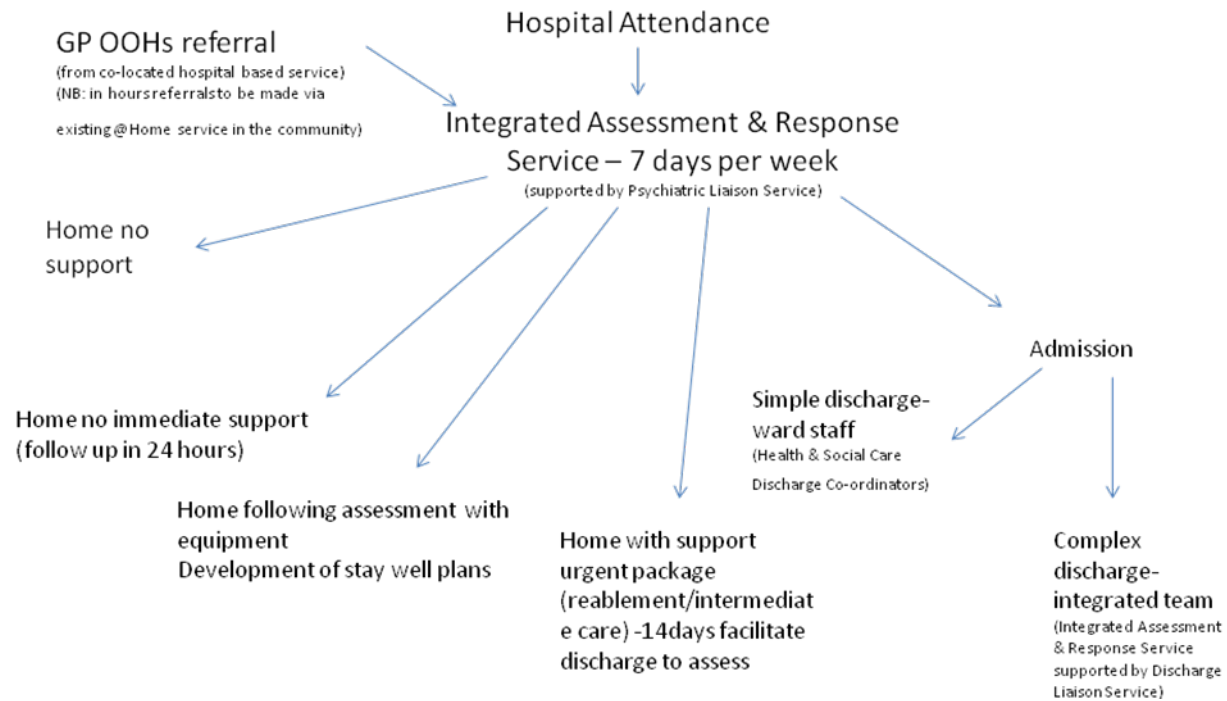 Hospital Attendance
GP OOHs referral
(from co-located hospital based service)
(NB: in hours referrals to be made via
existing @Home service in the community)
Integrated Assessment & Response
Service – 7 days per week
(supported by Psychiatric Liaison Service)
Home no
support
Admission
Home no immediate support
(follow up in 24 hours)
Simple discharge-
ward staff
(Health & Social Care
Discharge Co-ordinators)
Home following assessment with
equipment
Development of stay well plans
Home with support
urgent package
(reablement/intermediat
e care) -14days facilitate
discharge to assess
Complex
discharge-
integrated team
(Integrated Assessment
& Response Service
supported by Discharge
Liaison Service)